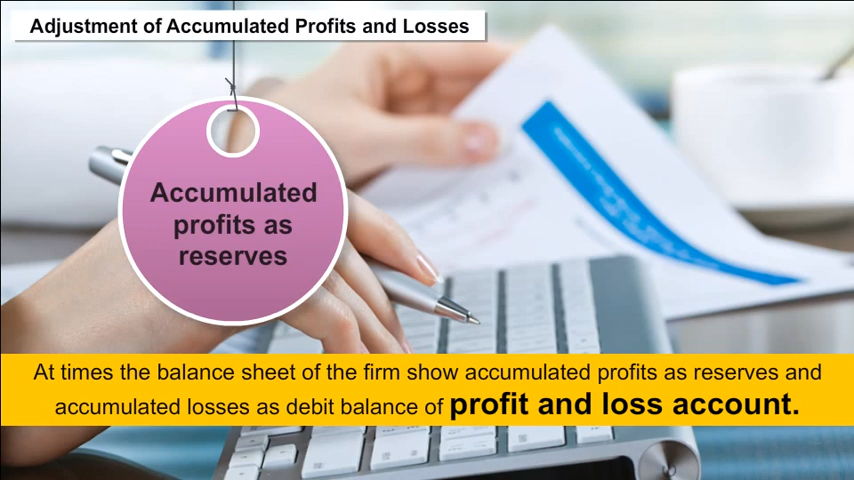 Adjustment of Accumulated Profits and Losses
Accumulated
profits as
reserves
At times the balance sheet of the firm show accumulated profits as reserves and
accumulated losses as debit balance of profit and loss account.